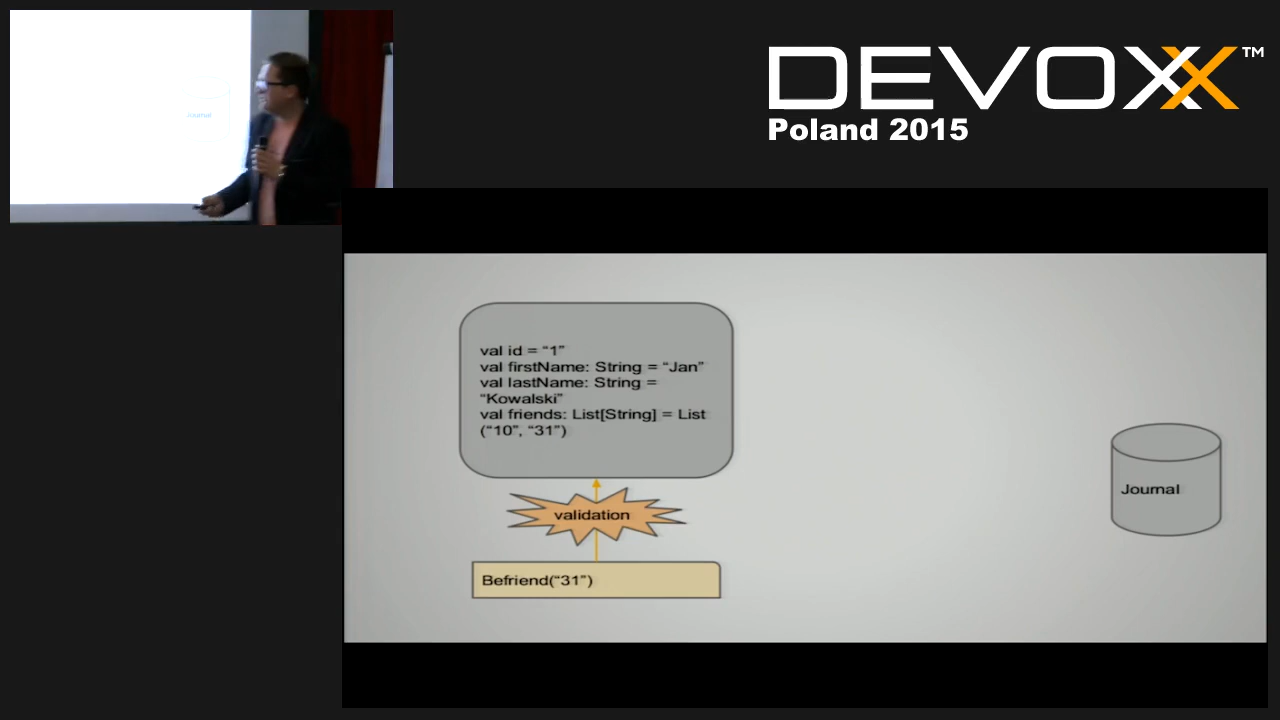 DEVOXX™
Poland 2015
Journal
val id = “1”
val firstName: String = “Jan”
val lastName: String =
“Kowalski”
val friends: List[String] = List
(“10”, “31”)
validation
Befriend(“31”)
Journal